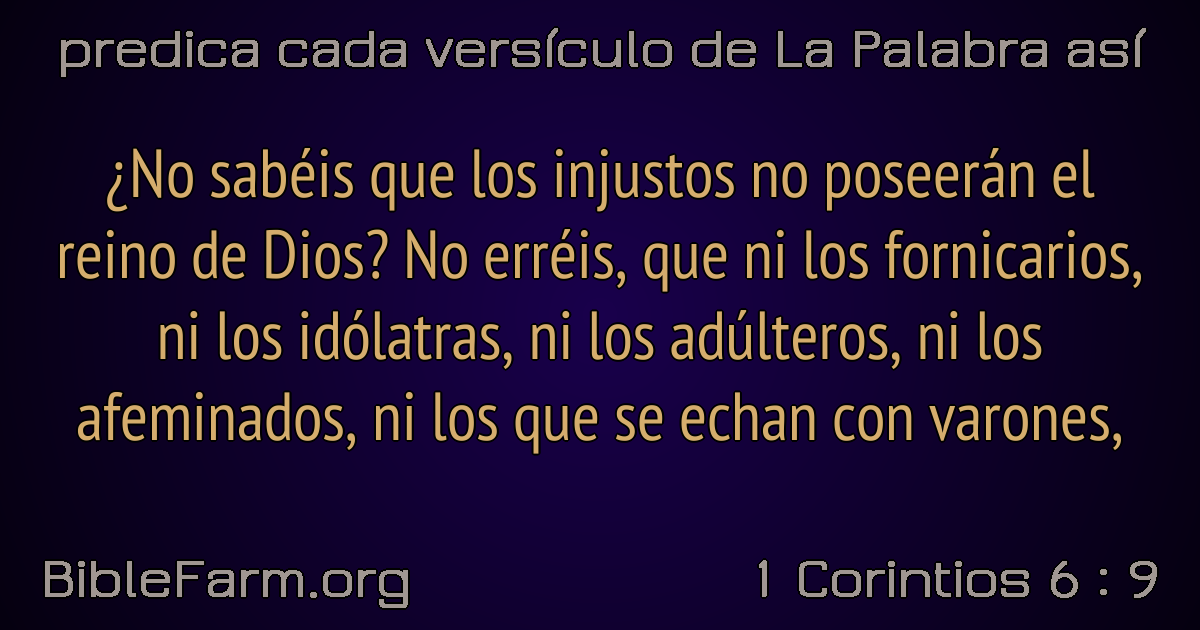 predica cada versículo de La Palabra así
¿No sabéis que los injustos no poseerán el
reino de Dios? No erréis, que ni los fornicarios,
ni los idólatras, ni los adúlteros, ni los
afeminados, ni los que se echan con varones,
BibleFarm.org
1 Corintios 6 : 9